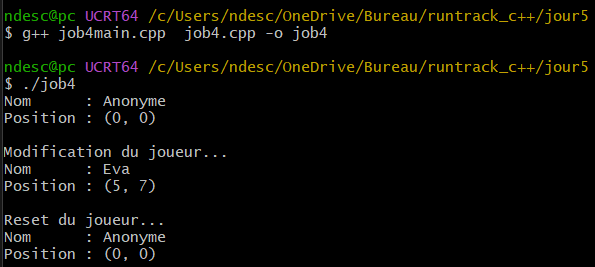 ndesc@pc UCRT64 /c/Users/ndesc/OneDrive/Bureau/runtrack_c++/jour5
$ g++ job4main.cpp  job4.cpp -o job4

ndesc@pc UCRT64 /c/Users/ndesc/OneDrive/Bureau/runtrack_c++/jour5
$ ./job4
Nom      : Anonyme
Position : (0, 0)

Modification du joueur...
Nom      : Eva
Position : (5, 7)

Reset du joueur...
Nom      : Anonyme
Position : (0, 0)